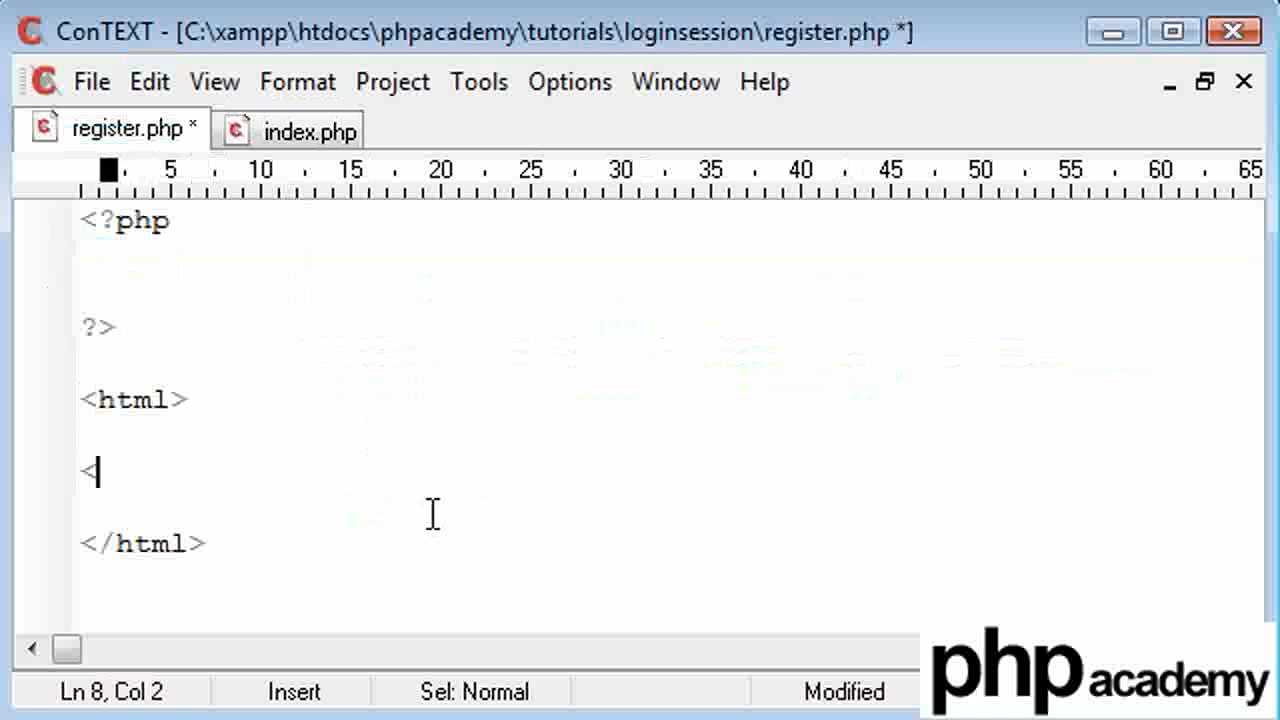 ConTEXT - [C:\xampp\htdocs\phpacademy\tutorials\loginsession\register.php *]
File Edit View Format Project Tools Options Window Help
register.php * index.php
5 10 15 20 25 30 35 40 45 50 55 60 65
<?php
?>
<html>
<
</html>
Ln 8, Col 2 Insert Sel: Normal Modified
php academy